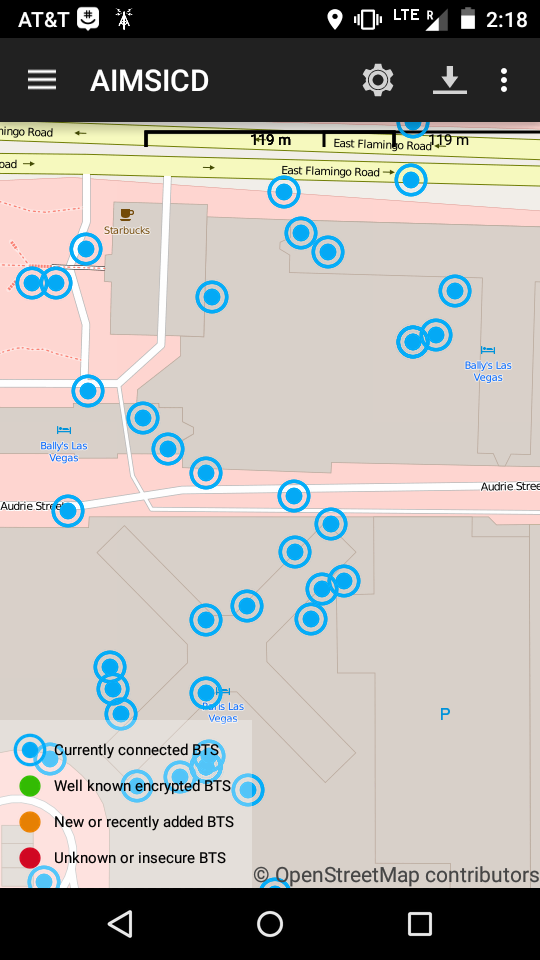 AT&T LTE R 2:18
AIMSICD
mingo Road
119 m
East Flamingo Road
119 m
oad
East Flamingo Road
Starbucks
Bally's Las
Vegas
Bally's Las
Vegas
Audrie Stree
Audrie Street
Paris Las
Vegas
P
Currently connected BTS
Well known encrypted BTS
New or recently added BTS
Unknown or insecure BTS
© OpenStreetMap contributors